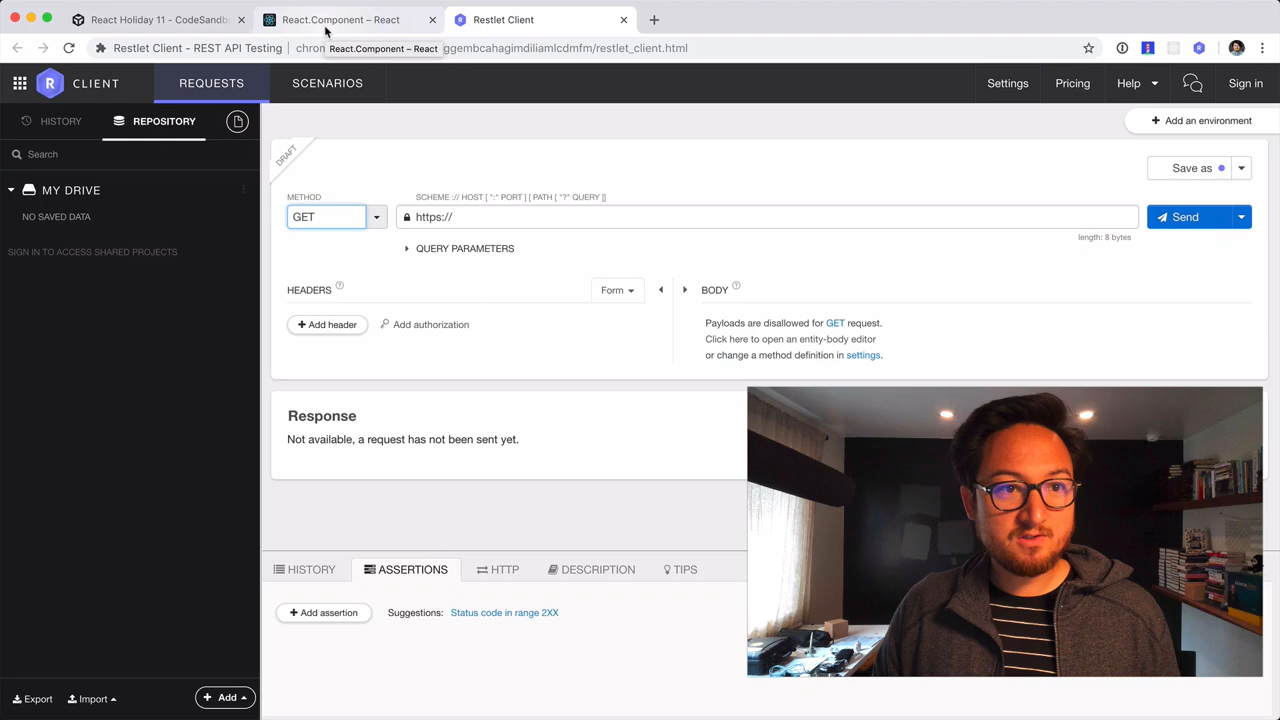 React Holiday 11 - CodeSandb
React.Component – React
Restlet Client
Restlet Client - REST API Testing
chrom
ggembcahagimdiliamlcdmfm/restlet_client.html
React.Component – React
CLIENT
REQUESTS
SCENARIOS
Settings
Pricing
Help
Sign in
HISTORY
REPOSITORY
Add an environment
Search
DRAFT
Save as
MY DRIVE
METHOD
SCHEME :// HOST [ ":" PORT ] [ PATH [ "?" QUERY ]]
NO SAVED DATA
GET
https://
Send
length: 8 bytes
SIGN IN TO ACCESS SHARED PROJECTS
QUERY PARAMETERS
HEADERS ?
Form
BODY ?
Add header
Add authorization
Payloads are disallowed for GET request.
Click here to open an entity-body editor
or change a method definition in settings.
Response
Not available, a request has not been sent yet.
HISTORY
ASSERTIONS
HTTP
DESCRIPTION
TIPS
Add assertion
Suggestions:
Status code in range 2XX
Export
Import
Add